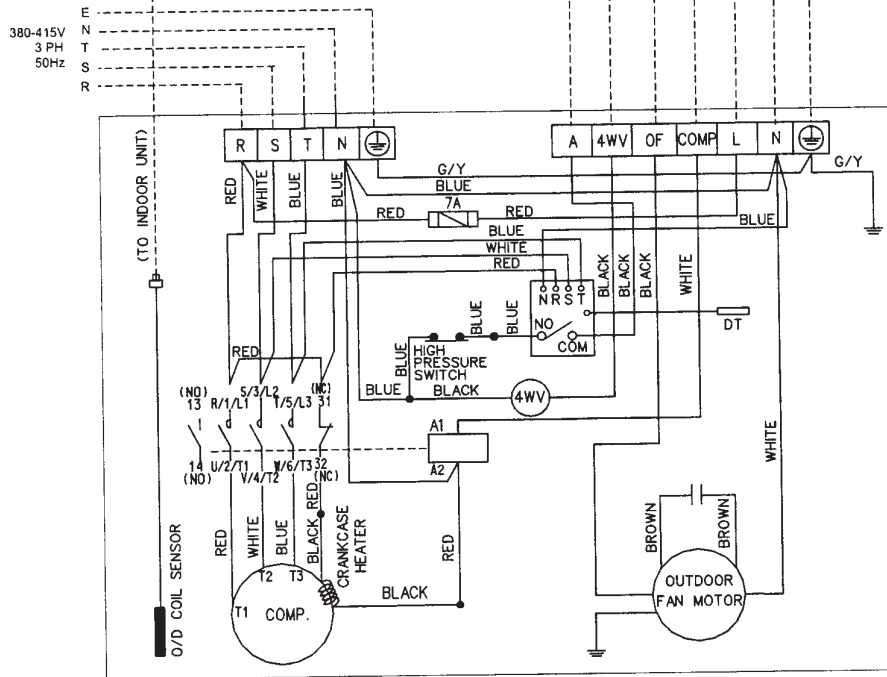 E
380-415V N
3 PH T
50Hz S
R
R S T N
A 4WV OF COMP L N
G/Y
G/Y
BLUE
7A
RED
RED
BLUE
RED
WHITE
BLUE
BLUE
BLUE
WHITE
RED
(TO INDOOR UNIT)
BLACK
BLACK
BLACK
WHITE
N R S T
NO
COM
DT
BLUE
BLUE
BLUE
HIGH
PRESSURE
SWITCH
RED
BLUE
BLACK
4WV
(NO)
13
R/1/L1
S/3/L2
T/5/L3
(NC)
31
A1
A2
14
(NO)
U/2/T1
V/4/T2
W/6/T3
32
(NC)
WHITE
RED
WHITE
BLUE
BLACK
RED
CRANKCASE
HEATER
RED
BROWN
BROWN
O/D COIL SENSOR
T1
T2
T3
COMP.
BLACK
OUTDOOR
FAN MOTOR